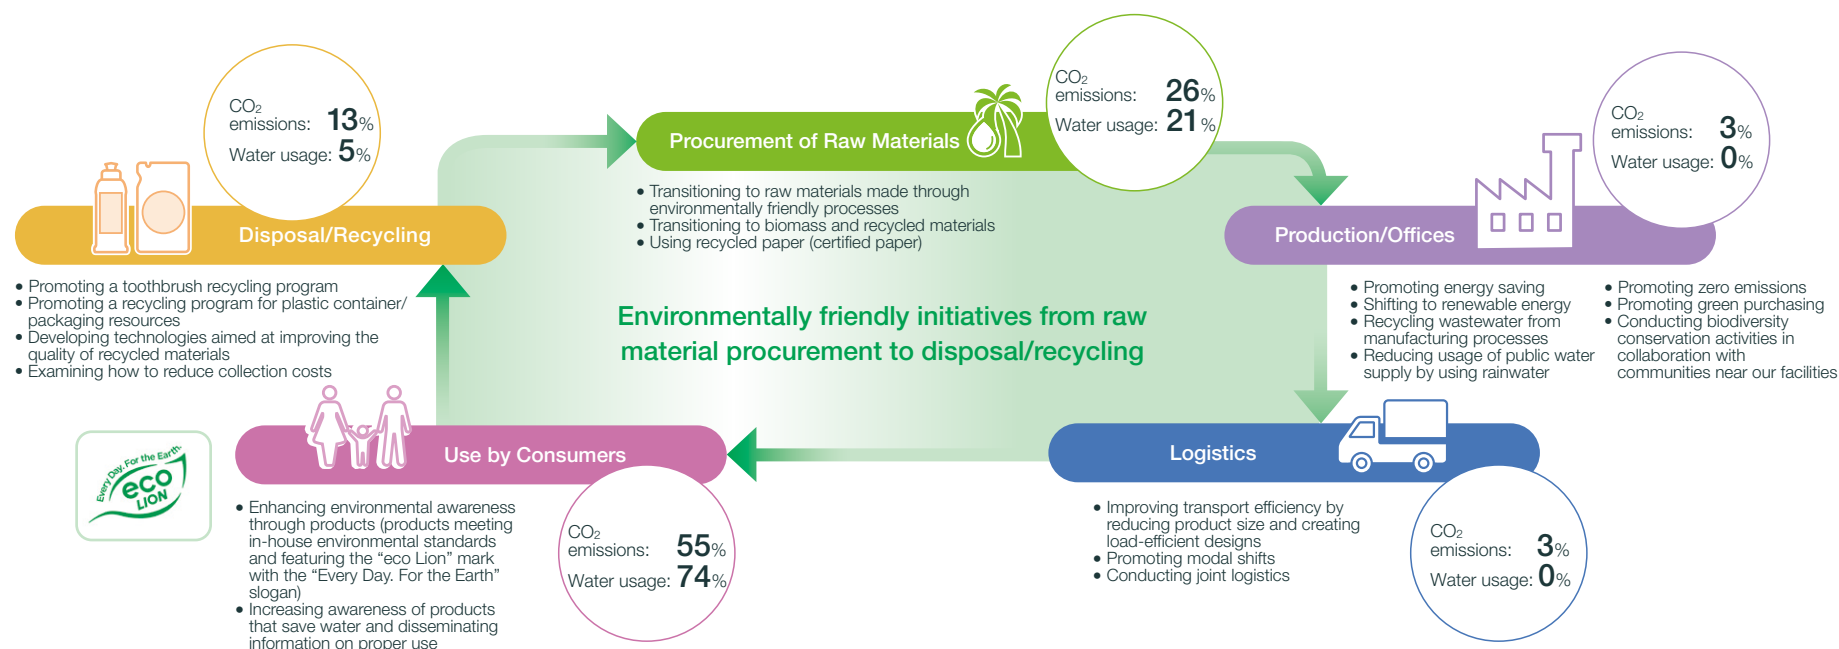 CO2
emissions: 13%
Water usage: 5%
Disposal/Recycling
• Promoting a toothbrush recycling program
• Promoting a recycling program for plastic container/
packaging resources
• Developing technologies aimed at improving the
quality of recycled materials
• Examining how to reduce collection costs
CO2
emissions: 26%
Water usage: 21%
Procurement of Raw Materials
• Transitioning to raw materials made through
environmentally friendly processes
• Transitioning to biomass and recycled materials
• Using recycled paper (certified paper)
CO2
emissions: 3%
Water usage: 0%
Production/Offices
• Promoting energy saving
• Shifting to renewable energy
• Recycling wastewater from
manufacturing processes
• Reducing usage of public water
supply by using rainwater
• Promoting zero emissions
• Promoting green purchasing
• Conducting biodiversity
conservation activities in
collaboration with
communities near our facilities
Environmentally friendly initiatives from raw
material procurement to disposal/recycling
Every Day. For the Earth.
eco
LION
Use by Consumers
• Enhancing environmental awareness
through products (products meeting
in-house environmental standards
and featuring the “eco Lion” mark
with the “Every Day. For the Earth”
slogan)
• Increasing awareness of products
that save water and disseminating
information on proper use
CO2
emissions: 55%
Water usage: 74%
Logistics
• Improving transport efficiency by
reducing product size and creating
load-efficient designs
• Promoting modal shifts
• Conducting joint logistics
CO2
emissions: 3%
Water usage: 0%